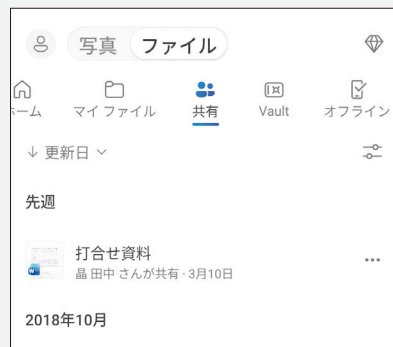 写真 ファイル
ホーム マイ ファイル 共有 Vault オフライン
↓ 更新日
先週
打合せ資料
晶 田中 さんが共有・3月10日
2018年10月